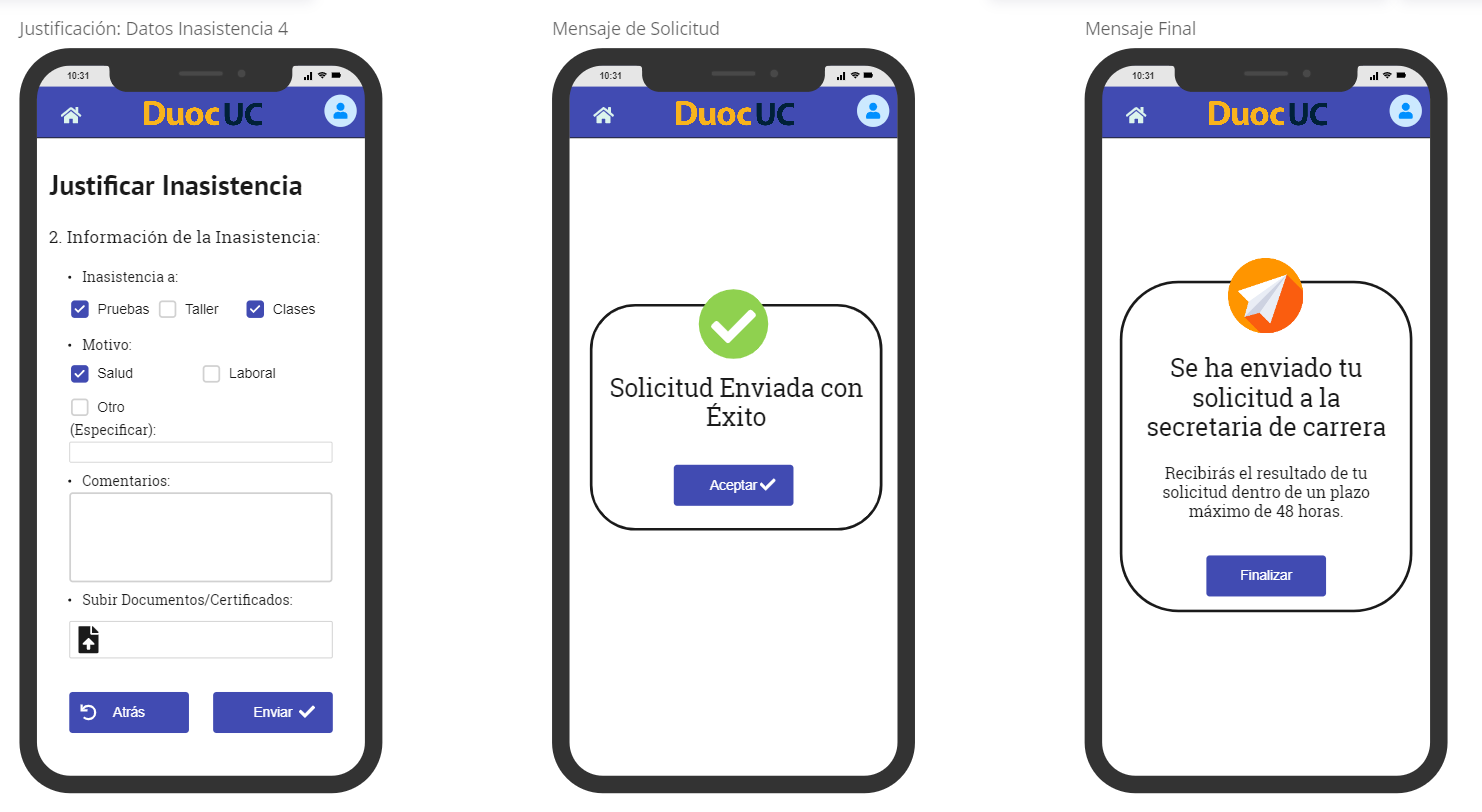 Justificación: Datos Inasistencia 4
10:31
DuocUC
Justificar Inasistencia
2. Información de la Inasistencia:
• Inasistencia a:
Pruebas Taller Clases
• Motivo:
Salud Laboral
Otro
(Especificar):
• Comentarios:
• Subir Documentos/Certificados:
Atrás Enviar
Mensaje de Solicitud
10:31
DuocUC
Solicitud Enviada con
Éxito
Aceptar
Mensaje Final
10:31
DuocUC
Se ha enviado tu
solicitud a la
secretaria de carrera
Recibirás el resultado de tu
solicitud dentro de un plazo
máximo de 48 horas.
Finalizar